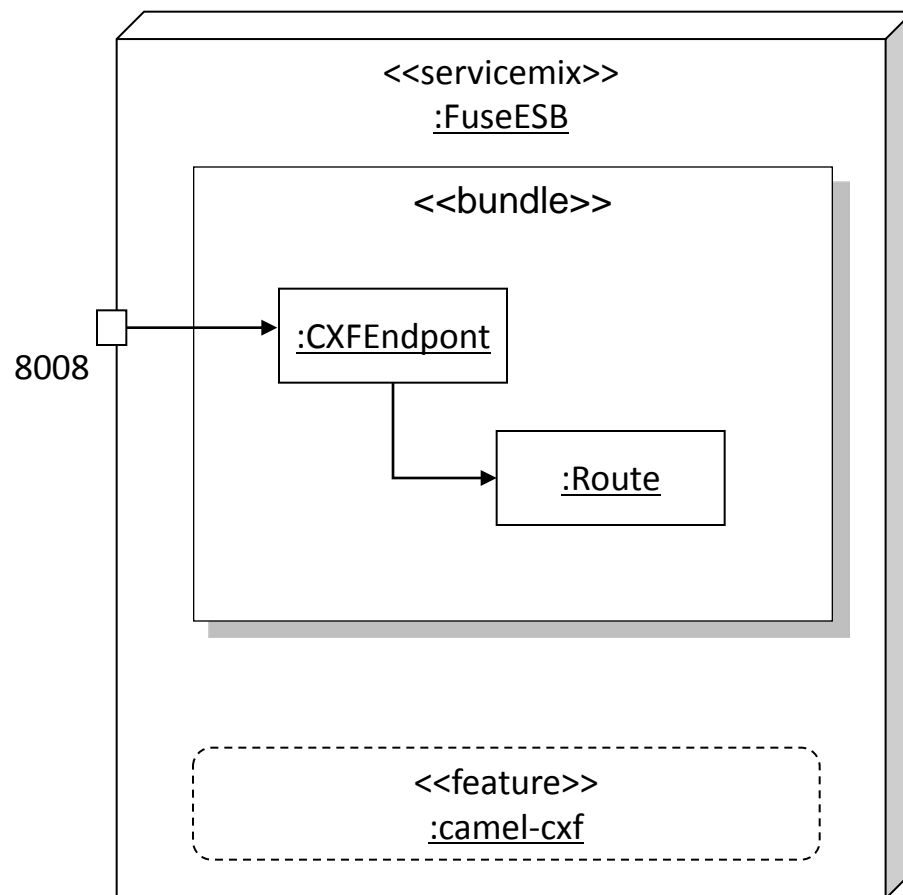 <<servicemix>>
:FuseESB
<<bundle>>
:CXFEndpont
8008
:Route
<<feature>>
:camel-cxf